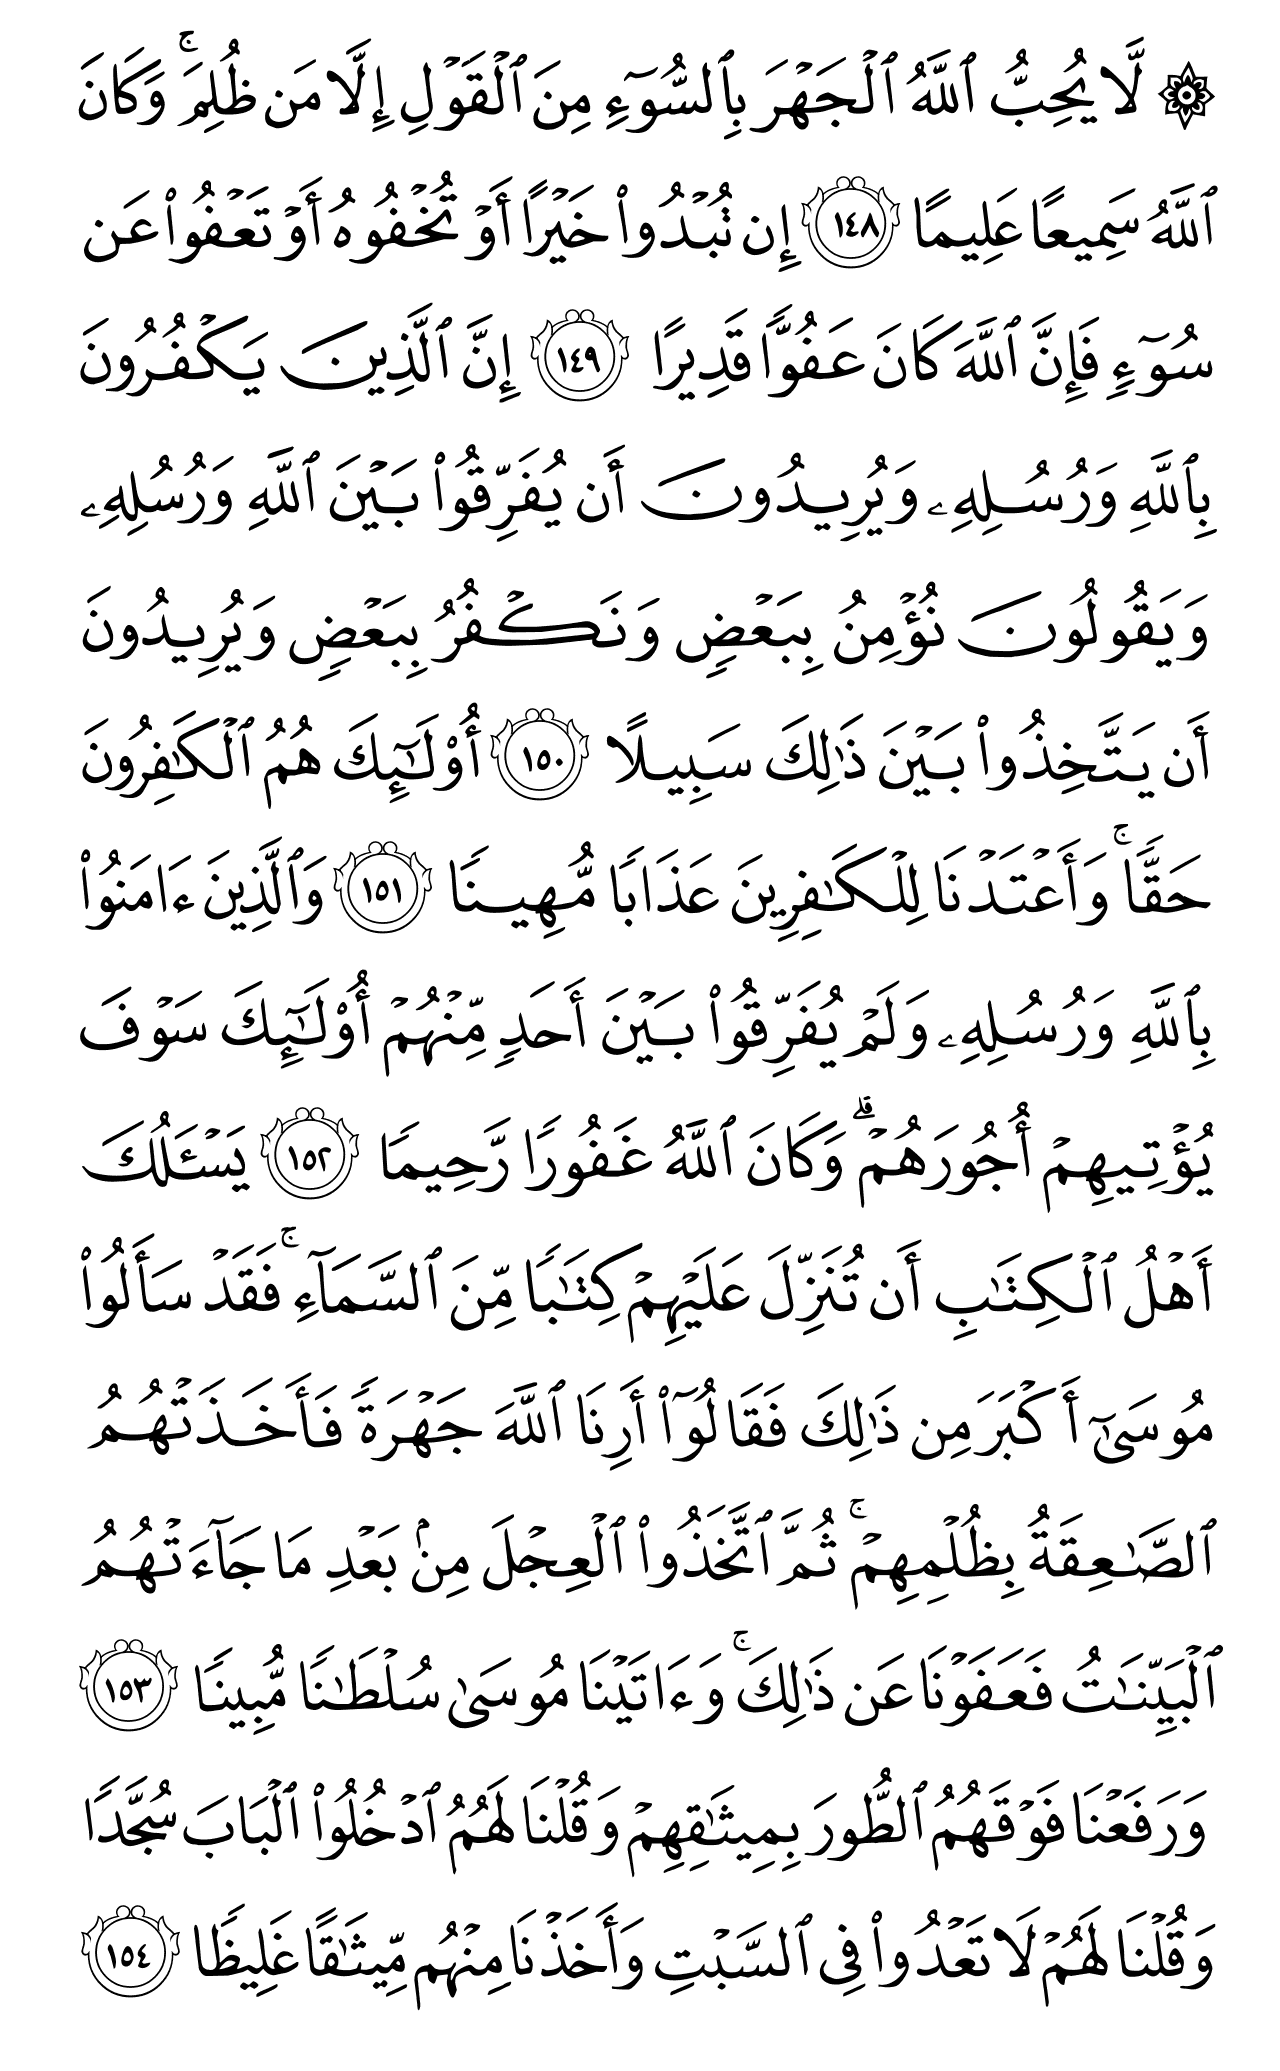 ۞ لَّا يُحِبُّ ٱللَّهُ ٱلْجَهْرَ بِٱلسُّوٓءِ مِنَ ٱلْقَوْلِ إِلَّا مَن ظُلِمَ ۚ وَكَانَ
ٱللَّهُ سَمِيعًا عَلِيمًا ١٤٨ إِن تُبْدُوا۟ خَيْرًا أَوْ تُخْفُوهُ أَوْ تَعْفُوا۟ عَن
سُوٓءٍ فَإِنَّ ٱللَّهَ كَانَ عَفُوًّا قَدِيرًا ١٤٩ إِنَّ ٱلَّذِينَ يَكْفُرُونَ
بِٱللَّهِ وَرُسُلِهِۦ وَيُرِيدُونَ أَن يُفَرِّقُوا۟ بَيْنَ ٱللَّهِ وَرُسُلِهِۦ
وَيَقُولُونَ نُؤْمِنُ بِبَعْضٍ وَنَكْفُرُ بِبَعْضٍ وَيُرِيدُونَ
أَن يَتَّخِذُوا۟ بَيْنَ ذَٰلِكَ سَبِيلًا ١٥٠ أُو۟لَـٰٓئِكَ هُمُ ٱلْكَـٰفِرُونَ
حَقًّا ۚ وَأَعْتَدْنَا لِلْكَـٰفِرِينَ عَذَابًا مُّهِينًا ١٥١ وَٱلَّذِينَ ءَامَنُوا۟
بِٱللَّهِ وَرُسُلِهِۦ وَلَمْ يُفَرِّقُوا۟ بَيْنَ أَحَدٍ مِّنْهُمْ أُو۟لَـٰٓئِكَ سَوْفَ
يُؤْتِيهِمْ أُجُورَهُمْ ۗ وَكَانَ ٱللَّهُ غَفُورًا رَّحِيمًا ١٥٢ يَسْـَٔلُكَ
أَهْلُ ٱلْكِتَـٰبِ أَن تُنَزِّلَ عَلَيْهِمْ كِتَـٰبًا مِّنَ ٱلسَّمَآءِ ۚ فَقَدْ سَأَلُوا۟
مُوسَىٰٓ أَكْبَرَ مِن ذَٰلِكَ فَقَالُوٓا۟ أَرِنَا ٱللَّهَ جَهْرَةً فَأَخَذَتْهُمُ
ٱلصَّـٰعِقَةُ بِظُلْمِهِمْ ۚ ثُمَّ ٱتَّخَذُوا۟ ٱلْعِجْلَ مِنۢ بَعْدِ مَا جَآءَتْهُمُ
ٱلْبَيِّنَـٰتُ فَعَفَوْنَا عَن ذَٰلِكَ ۚ وَءَاتَيْنَا مُوسَىٰ سُلْطَـٰنًا مُّبِينًا ١٥٣
وَرَفَعْنَا فَوْقَهُمُ ٱلطُّورَ بِمِيثَـٰقِهِمْ وَقُلْنَا لَهُمُ ٱدْخُلُوا۟ ٱلْبَابَ سُجَّدًا
وَقُلْنَا لَهُمْ لَا تَعْدُوا۟ فِى ٱلسَّبْتِ وَأَخَذْنَا مِنْهُم مِّيثَـٰقًا غَلِيظًا ١٥٤